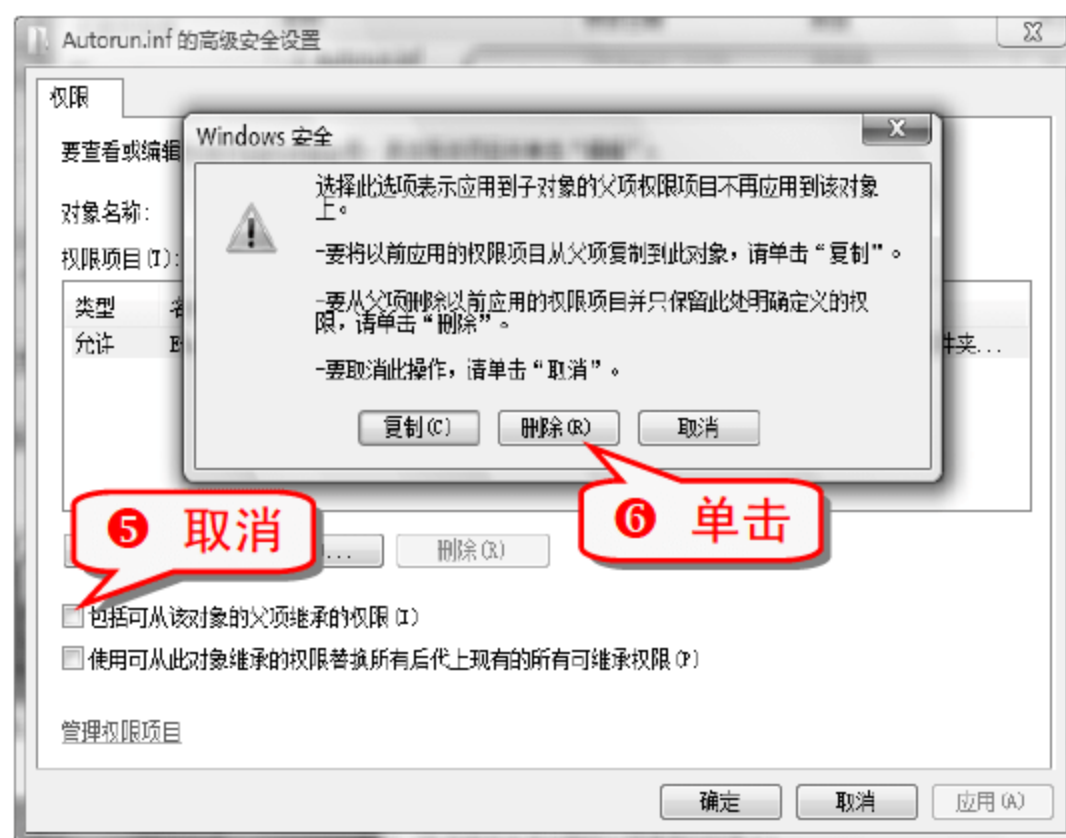 Autorun.inf 的高级安全设置
权限
要查看或编辑
对象名称:
权限项目(T):
类型
允许
件夹...
Windows 安全
选择此选项表示应用到子对象的父项权限项目不再应用到该对象
上。
-要将以前应用的权限项目从父项复制到此对象，请单击“复制”。
-要从父项删除以前应用的权限项目并只保留此处明确定义的权
限，请单击“删除”。
-要取消此操作，请单击“取消”。
复制(C) 删除(R) 取消
❺ 取消
❻ 单击
... 删除(R)
包括可从该对象的父项继承的权限(I)
使用可从此对象继承的权限替换所有后代上现有的所有可继承权限(P)
管理权限项目
确定 取消 应用(A)